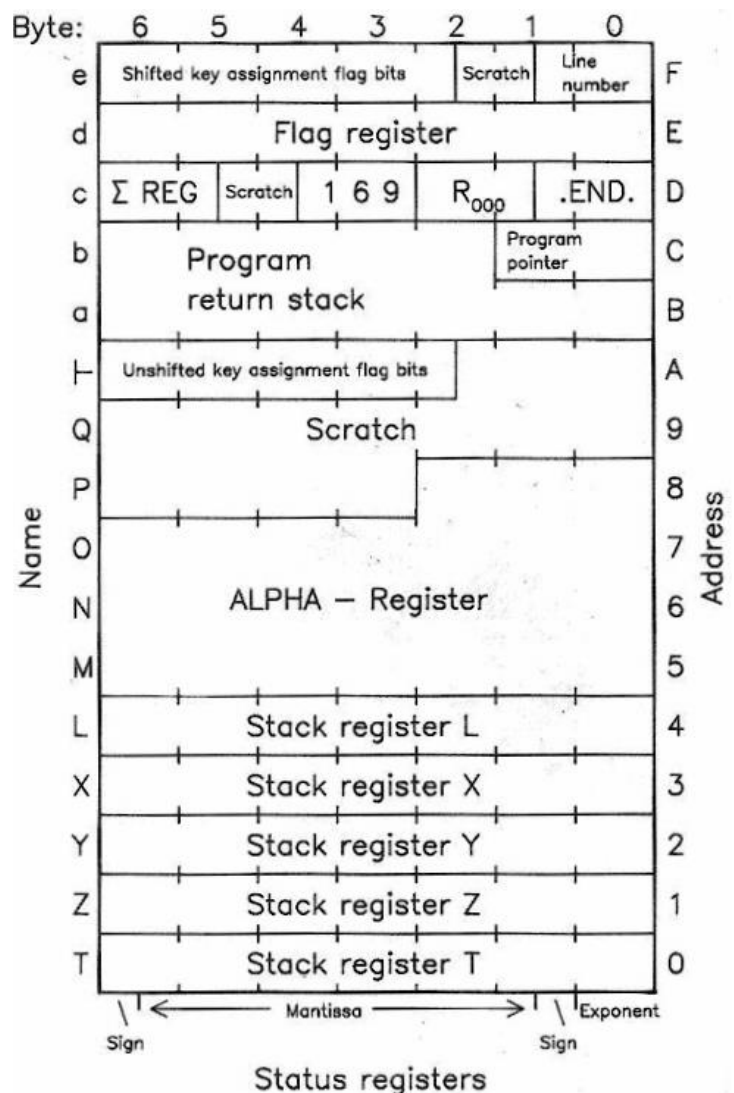 Byte: 6 5 4 3 2 1 0
e Shifted key assignment flag bits Scratch Line number F
d Flag register E
c Σ REG Scratch 1 6 9 R000 .END. D
b Program return stack Program pointer C
a B
⊢ Unshifted key assignment flag bits A
Q Scratch 9
P 8
O 7
N ALPHA – Register 6
M 5
L Stack register L 4
X Stack register X 3
Y Stack register Y 2
Z Stack register Z 1
T Stack register T 0
Name
Address
Mantissa Exponent
Sign Sign
Status registers